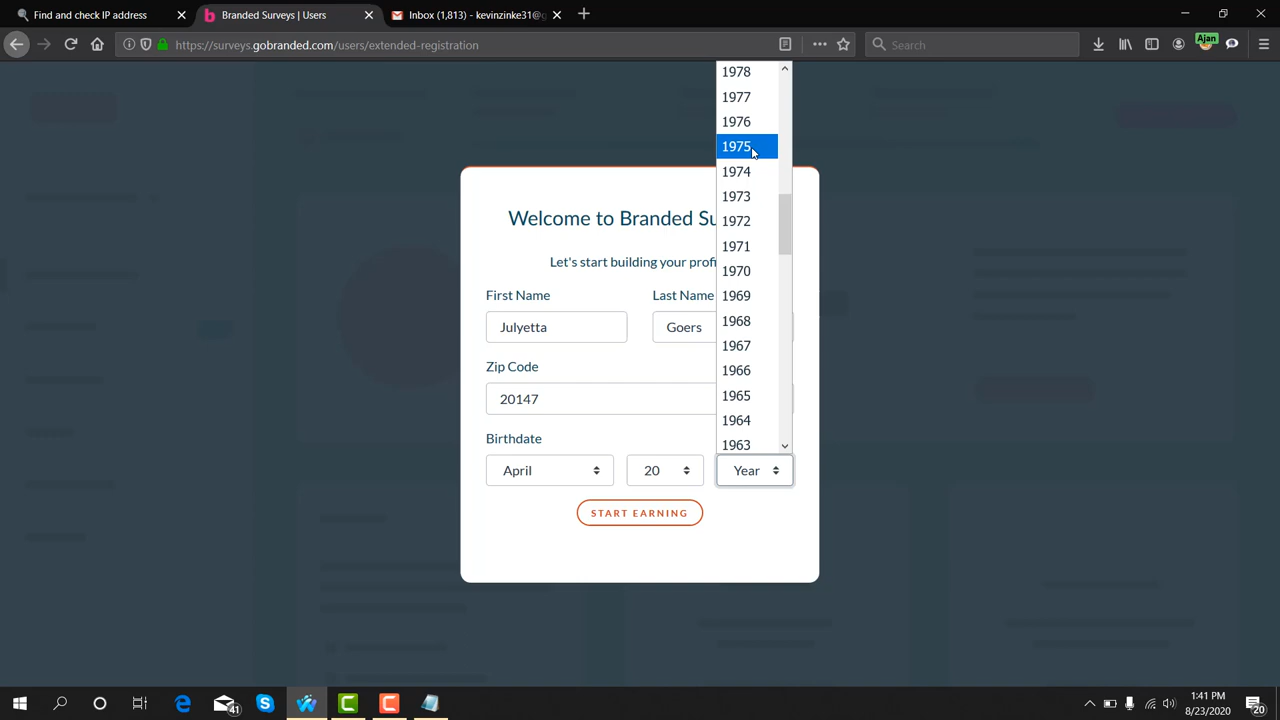 Find and check IP address
Branded Surveys | Users
Inbox (1,813) - kevinzinke31@g
https://surveys.gobranded.com/users/extended-registration
Search
Ajan
1978
1977
1976
1975
1974
1973
1972
1971
1970
1969
1968
1967
1966
1965
1964
1963
Welcome to Branded Su
Let's start building your profi
First Name
Last Name
Julyetta
Goers
Zip Code
20147
Birthdate
April
20
Year
START EARNING
41
1:41 PM
8/23/2020
20